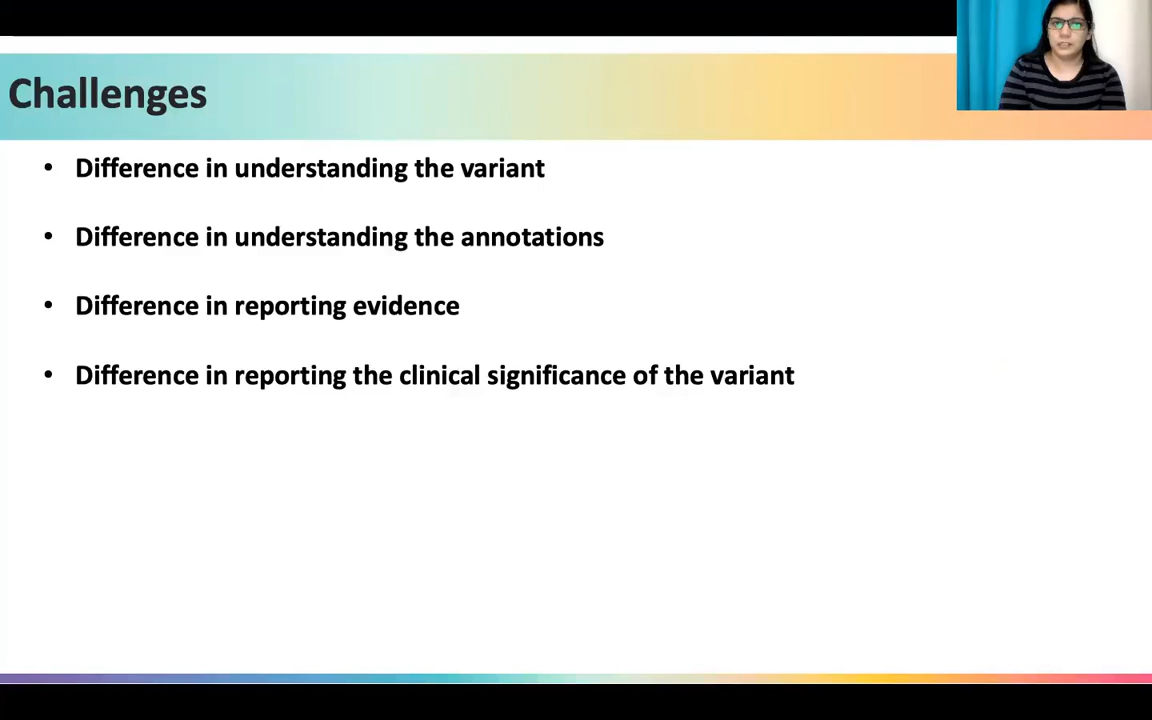 Challenges
• Difference in understanding the variant
• Difference in understanding the annotations
• Difference in reporting evidence
• Difference in reporting the clinical significance of the variant